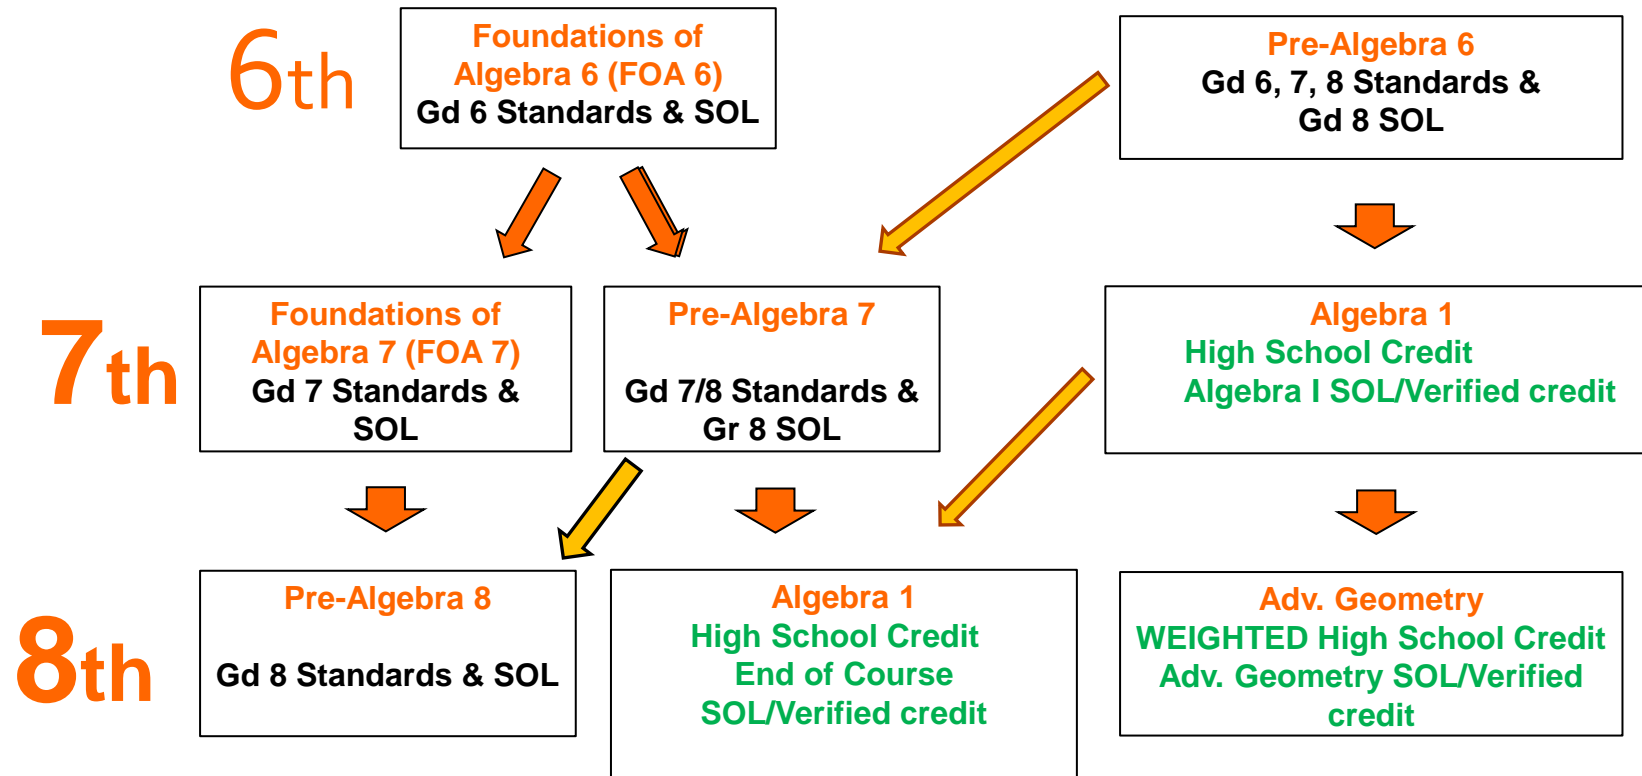 6th
Foundations of
Algebra 6 (FOA 6)
Gd 6 Standards & SOL
Pre-Algebra 6
Gd 6, 7, 8 Standards &
Gd 8 SOL
7th
Foundations of
Algebra 7 (FOA 7)
Gd 7 Standards &
SOL
Pre-Algebra 7
Gd 7/8 Standards &
Gr 8 SOL
Algebra 1
High School Credit
Algebra I SOL/Verified credit
8th
Pre-Algebra 8
Gd 8 Standards & SOL
Algebra 1
High School Credit
End of Course
SOL/Verified credit
Adv. Geometry
WEIGHTED High School Credit
Adv. Geometry SOL/Verified
credit